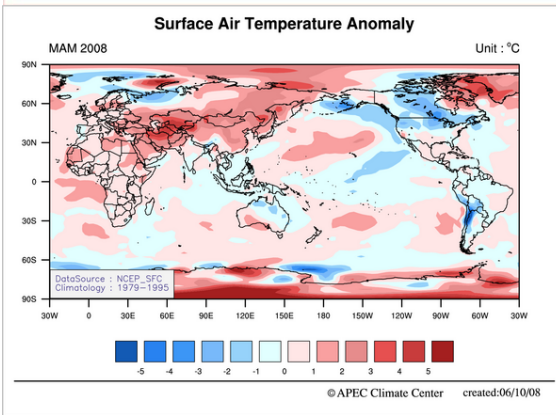 Surface Air Temperature Anomaly
MAM 2008 Unit : °C
90N
60N
30N
0
30S
60S
90S
DataSource : NCEP_SFC
Climatology : 1979-1995
30W 0 30E 60E 90E 120E 150E 180 150W 120W 90W 60W 30W
-5 -4 -3 -2 -1 0 1 2 3 4 5
© APEC Climate Center created:06/10/08